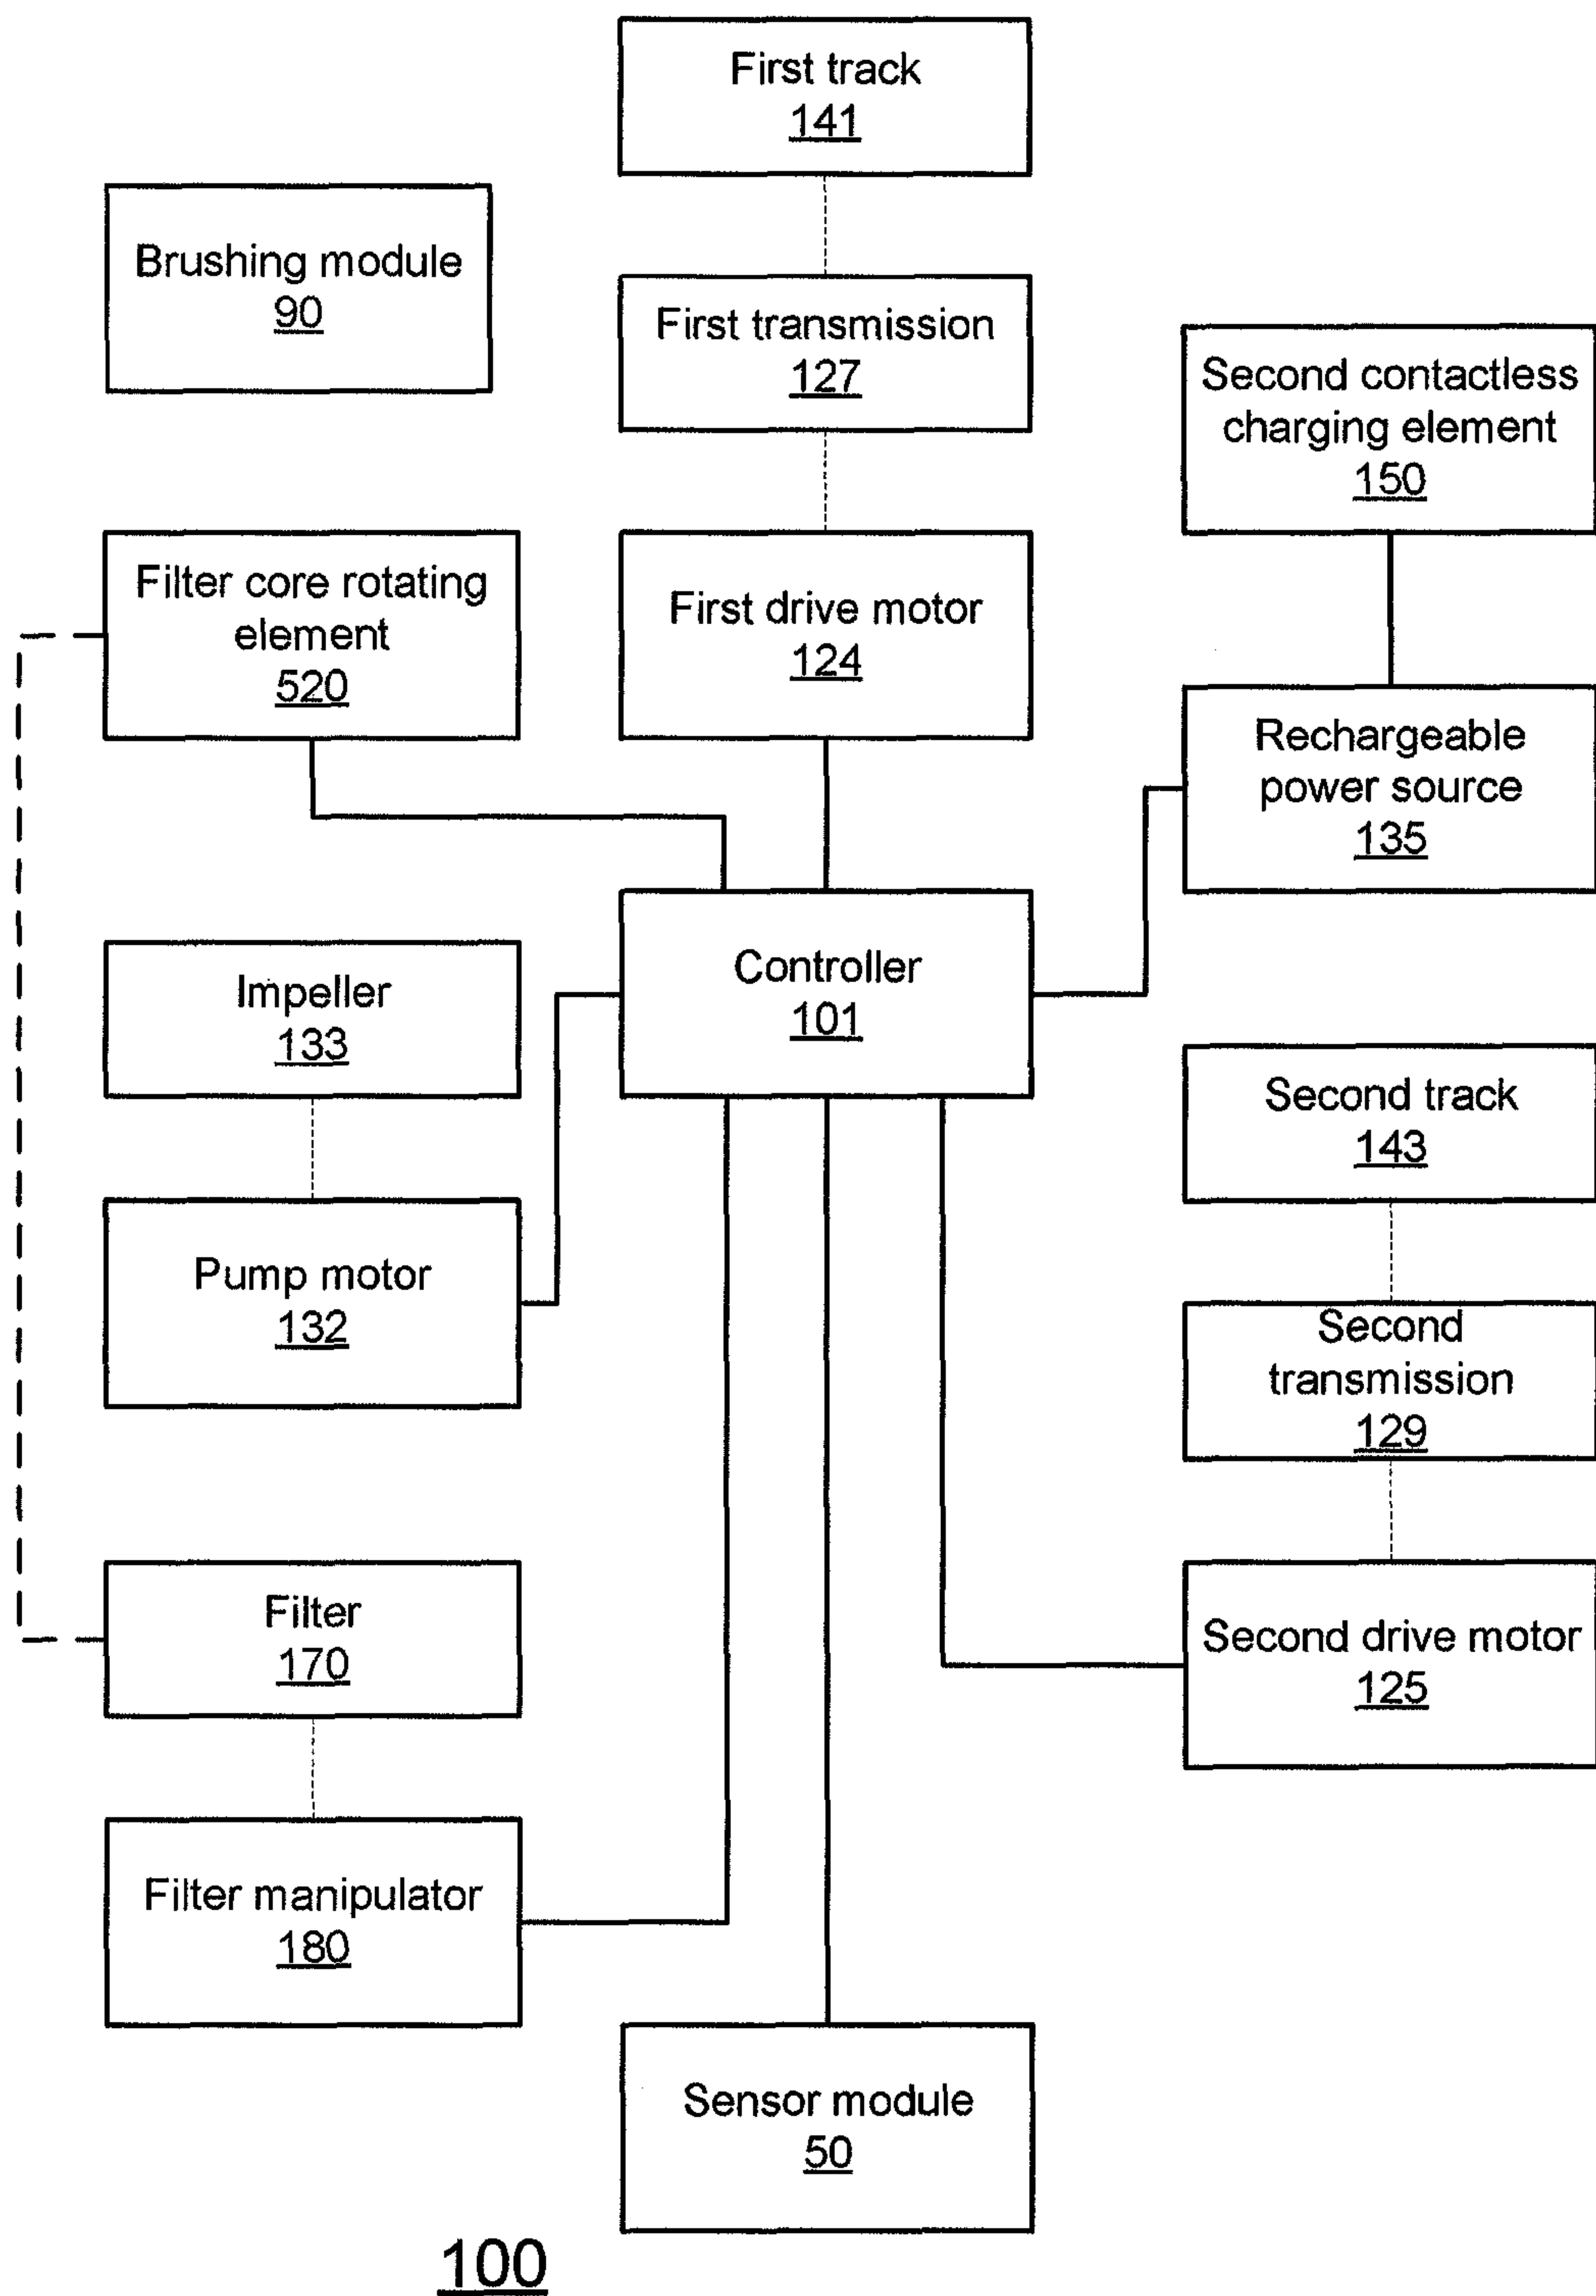 First track
141
Brushing module
90
First transmission
127
Second contactless
charging element
150
Filter core rotating
element
520
First drive motor
124
Rechargeable
power source
135
Controller
101
Impeller
133
Second track
143
Pump motor
132
Second
transmission
129
Filter
170
Second drive motor
125
Filter manipulator
180
Sensor module
50
100